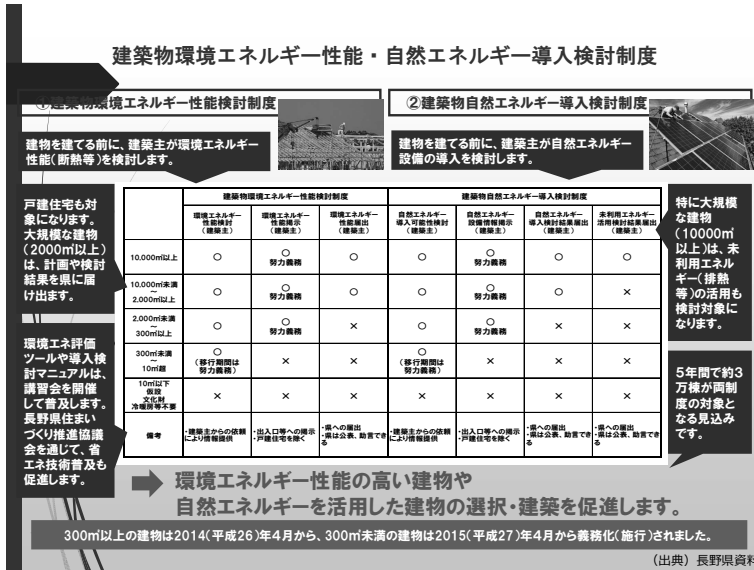 建築物環境エネルギー性能・自然エネルギー導入検討制度
①建築物環境エネルギー性能検討制度
②建築物自然エネルギー導入検討制度
建物を建てる前に、建築主が環境エネルギー
性能(断熱等)を検討します。
建物を建てる前に、建築主が自然エネルギー
設備の導入を検討します。
戸建住宅も対
象になります。
大規模な建物
(2000㎡以上)
は、計画や検討
結果を県に届
け出ます。
環境エネ評価
ツールや導入検
討マニュアルは、
講習会を開催
して普及します。
長野県住まい
づくり推進協議
会を通じて、省
エネ技術普及も
促進します。
建築物環境エネルギー性能検討制度 建築物自然エネルギー導入検討制度
環境エネルギー 環境エネルギー 環境エネルギー 自然エネルギー 自然エネルギー 自然エネルギー 未利用エネルギー
性能検討 性能掲示 性能届出 導入可能性検討 設備情報掲示 導入検討結果届出 活用検討結果届出
(建築主) (建築主) (建築主) (建築主) (建築主) (建築主) (建築主)
10,000㎡以上 ○ ○ ○ ○ ○ ○ ○
努力義務 努力義務
10,000㎡未満
~
2,000㎡以上 ○ ○ ○ ○ ○ ○ ×
努力義務 努力義務
2,000㎡未満
~
300㎡以上 ○ ○ × ○ ○ × ×
努力義務 努力義務
300㎡未満
~
10㎡超 ○ × × ○ × × ×
(移行期間は (移行期間は
努力義務) 努力義務)
10㎡以下
仮設
文化財
冷暖房等不要 × × × × × × ×
備考 ・建築主からの依頼 ・出入口等への掲示 ・県への届出 ・建築主からの依頼 ・出入口等への掲示 ・県への届出 ・県への届出
により情報提供 ・戸建住宅を除く ・県は公表、助言でき により情報提供 ・戸建住宅を除く ・県は公表、助言でき ・県は公表、助言でき
る る る
特に大規模
な建物
(10000㎡
以上)は、未
利用エネル
ギー(排熱
等)の活用も
検討対象に
なります。
5年間で約3
万棟が両制
度の対象と
なる見込み
です。
環境エネルギー性能の高い建物や
自然エネルギーを活用した建物の選択・建築を促進します。
300㎡以上の建物は2014(平成26)年4月から、300㎡未満の建物は2015(平成27)年4月から義務化(施行)されました。
(出典) 長野県資料